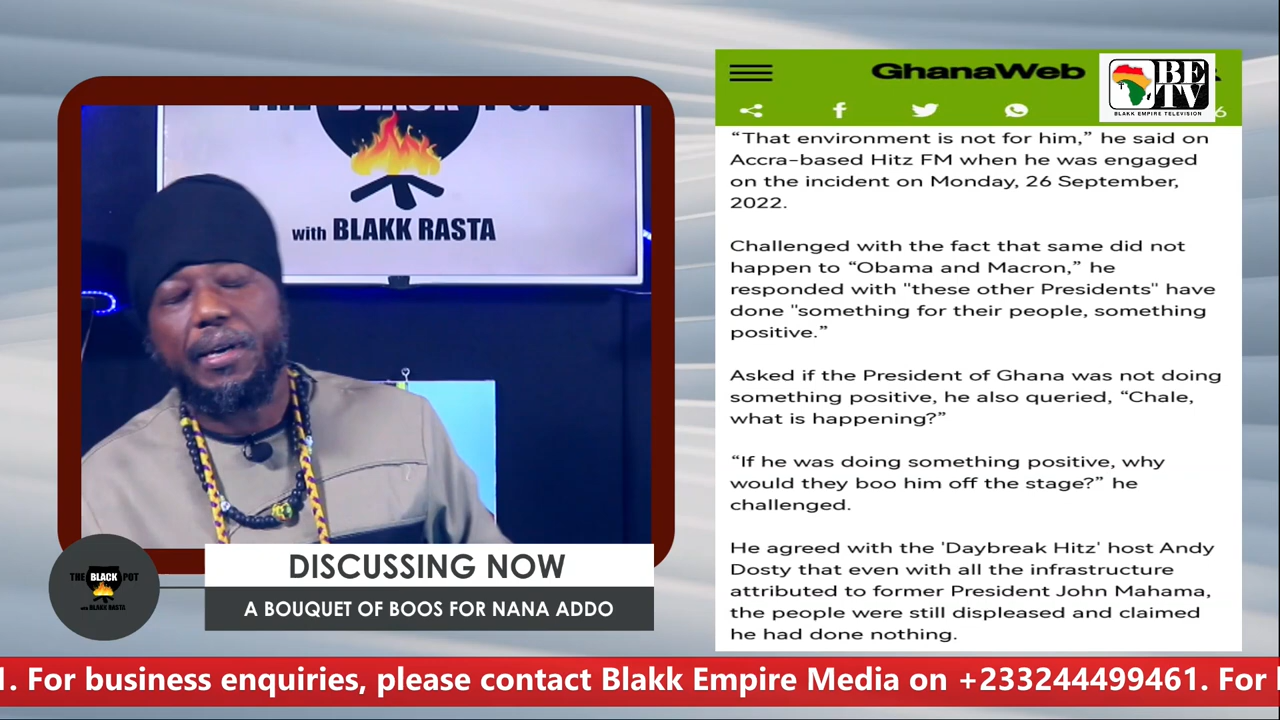 THE BLACK POT
with BLAKK RASTA
GhanaWeb
BE
TV
BLAKK EMPIRE TELEVISION
6
“That environment is not for him,” he said on
Accra-based Hitz FM when he was engaged
on the incident on Monday, 26 September,
2022.
Challenged with the fact that same did not
happen to “Obama and Macron,” he
responded with "these other Presidents" have
done "something for their people, something
positive.”
Asked if the President of Ghana was not doing
something positive, he also queried, “Chale,
what is happening?”
“If he was doing something positive, why
would they boo him off the stage?” he
challenged.
He agreed with the 'Daybreak Hitz' host Andy
Dosty that even with all the infrastructure
attributed to former President John Mahama,
the people were still displeased and claimed
he had done nothing.
THE BLACK POT
with BLAKK RASTA
DISCUSSING NOW
A BOUQUET OF BOOS FOR NANA ADDO
1. For business enquiries, please contact Blakk Empire Media on +233244499461. For